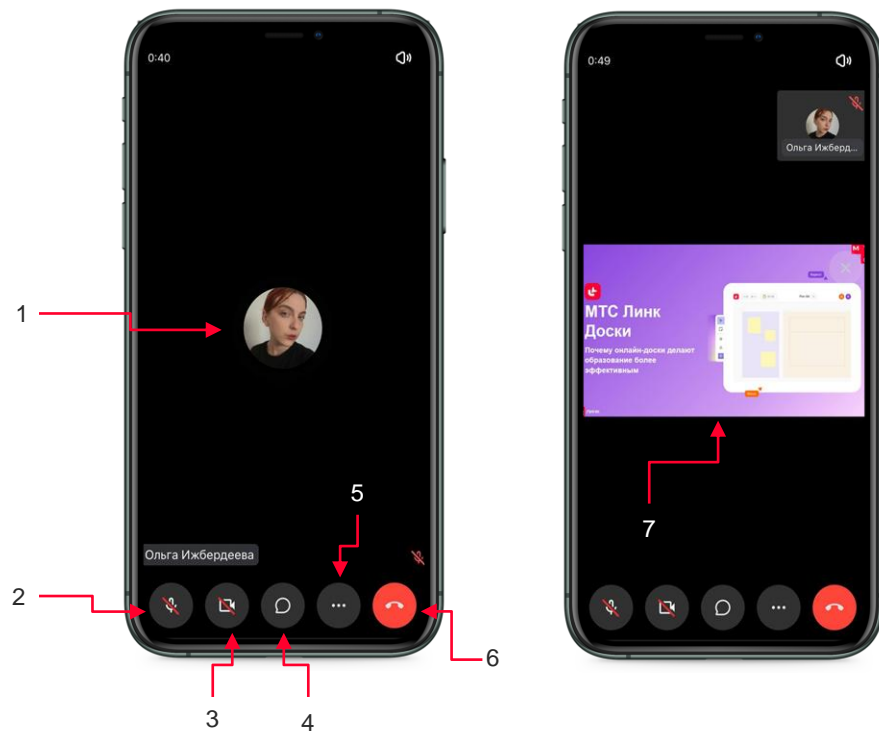 0:40
1
5
Ольга Ижбердеева
2
6
3
4
0:49
Ольга Ижберд...
МТС Линк
Доски
Почему онлайн-доски делают
образование более
эффективным
7